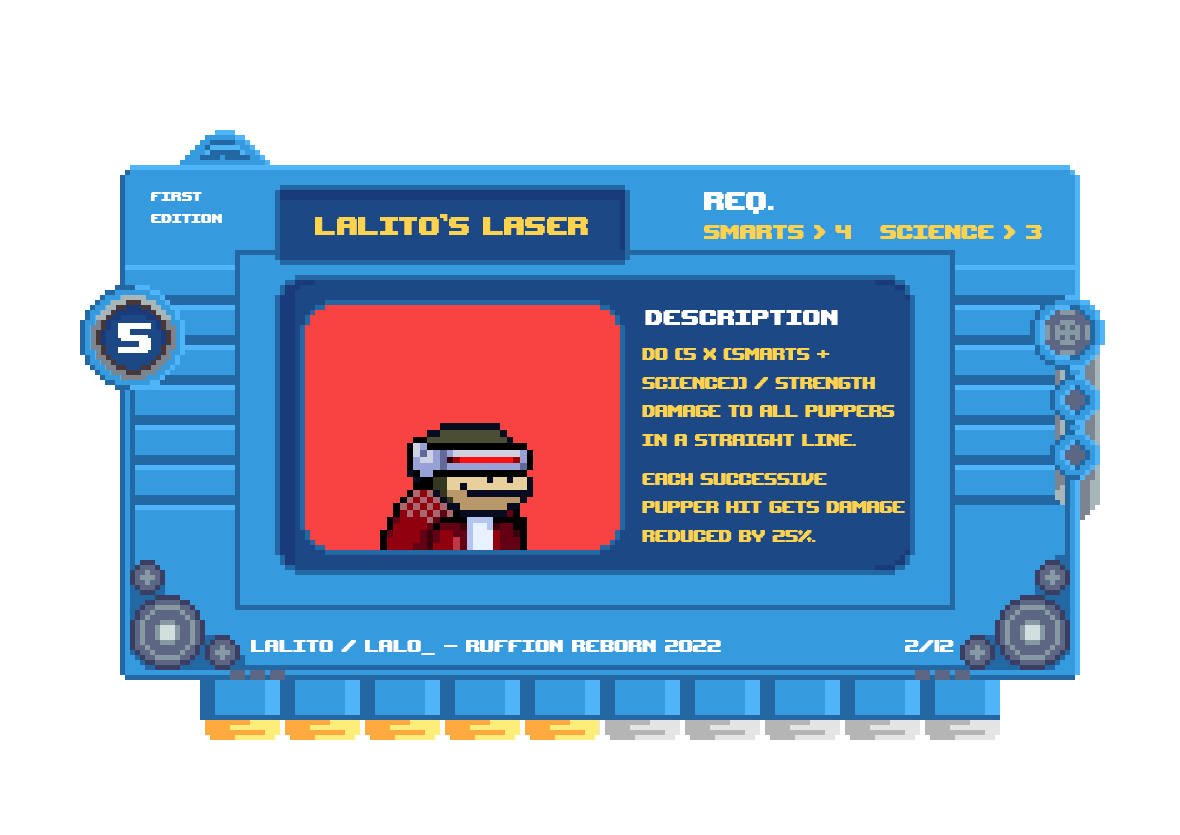 FIRST
EDITION
LALITO'S LASER
REQ.
SMARTS > 4 SCIENCE > 3
5
DESCRIPTION
DO (5 X (SMARTS +
SCIENCE)) / STRENGTH
DAMAGE TO ALL PUPPERS
IN A STRAIGHT LINE.
EACH SUCCESSIVE
PUPPER HIT GETS DAMAGE
REDUCED BY 25%.
LALITO / LALO_ - RUFFION REBORN 2022
2/12